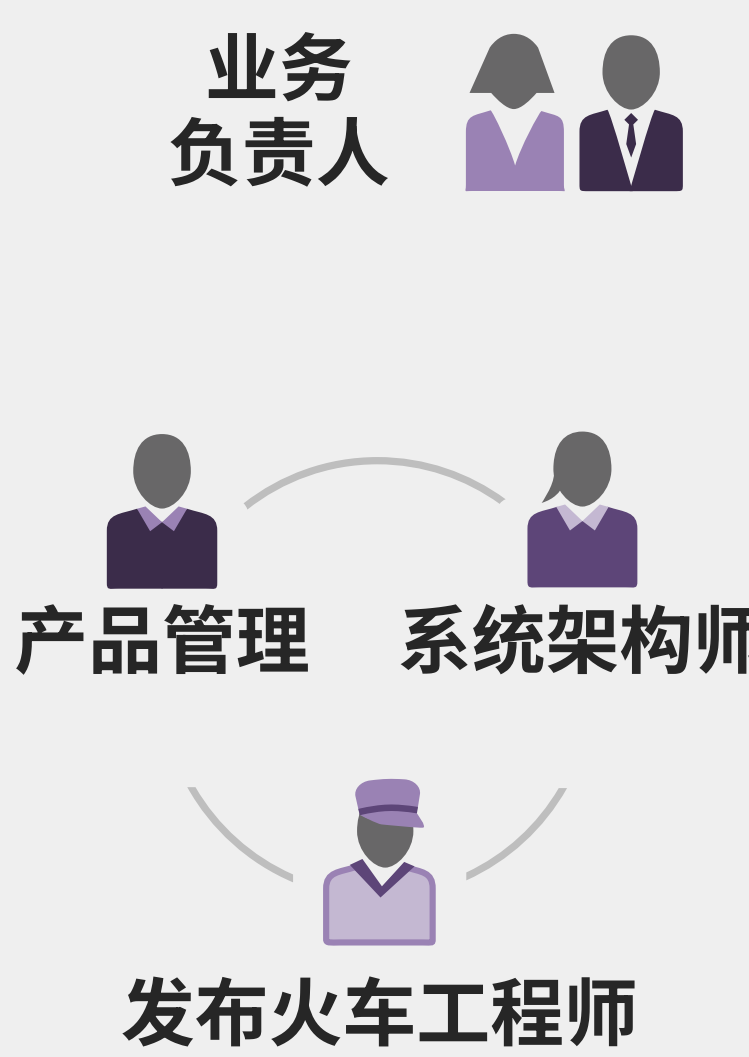 业务
负责人
产品管理
系统架构师
发布火车工程师